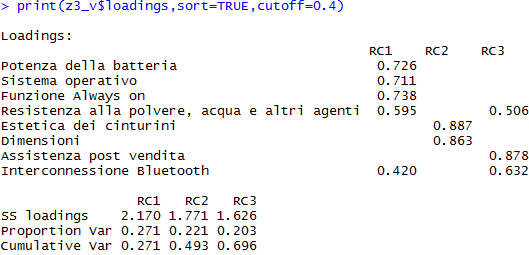 > print(z3_v$loadings,sort=TRUE,cutoff=0.4)
Loadings:
RC1 RC2 RC3
Potenza della batteria 0.726
Sistema operativo 0.711
Funzione Always on 0.738
Resistenza alla polvere, acqua e altri agenti 0.595 0.506
Estetica dei cinturini 0.887
Dimensioni 0.863
Assistenza post vendita 0.878
Interconnessione Bluetooth 0.420 0.632
RC1 RC2 RC3
SS loadings 2.170 1.771 1.626
Proportion Var 0.271 0.221 0.203
Cumulative Var 0.271 0.493 0.696